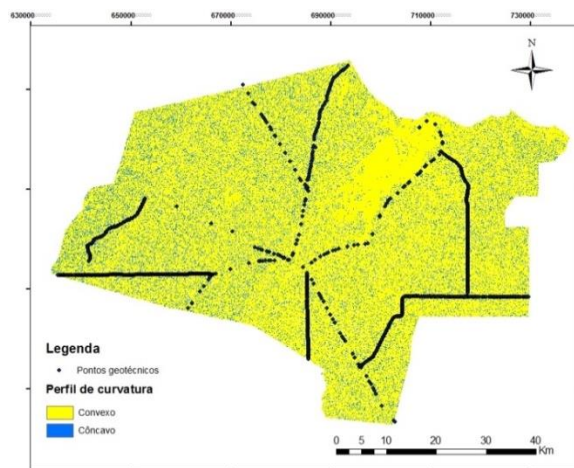 630000 650000 670000 690000 710000 730000
N
Legenda
Pontos geotécnicos
Perfil de curvatura
Convexo
Côncavo
0 5 10 20 30 40
Km